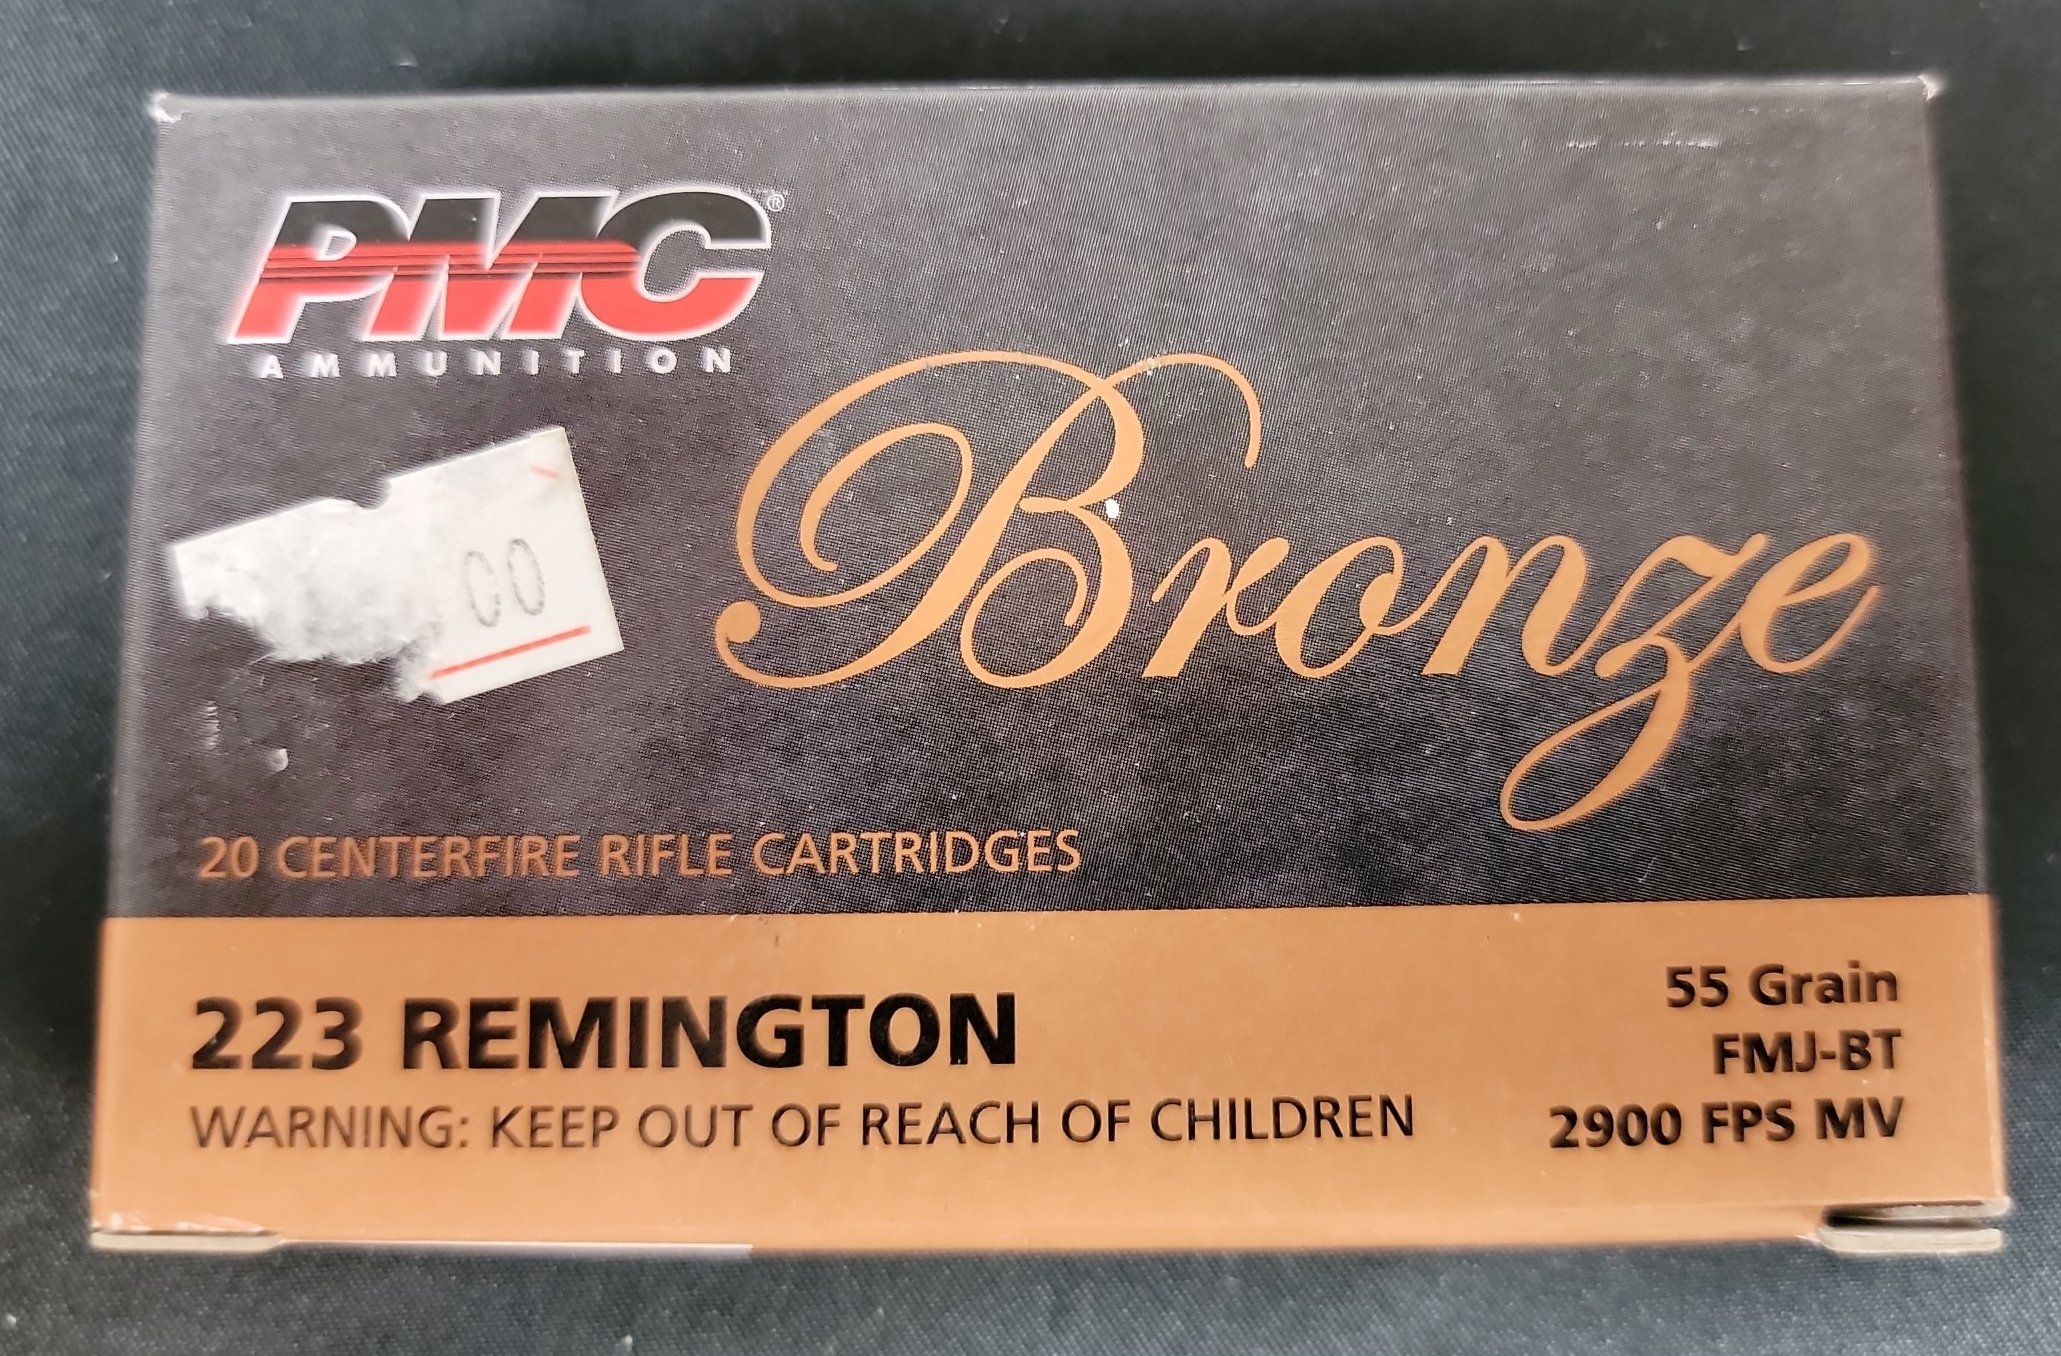 PMC®
AMMUNITION
Bronze
00
20 CENTERFIRE RIFLE CARTRIDGES
223 REMINGTON
WARNING: KEEP OUT OF REACH OF CHILDREN
55 Grain
FMJ-BT
2900 FPS MV